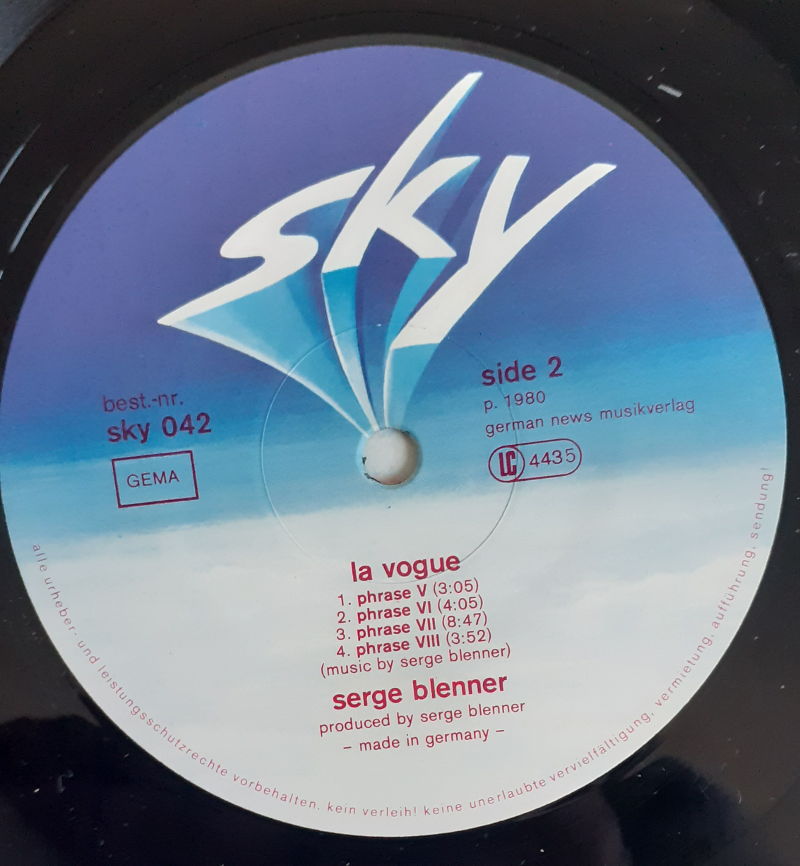 sky
best.-nr.
sky 042
GEMA
side 2
p. 1980
german news musikverlag
LC 4435
la vogue
1. phrase V (3:05)
2. phrase VI (4:05)
3. phrase VII (8:47)
4. phrase VIII (3:52)
(music by serge blenner)
serge blenner
produced by serge blenner
– made in germany –
alle urheber- und leistungsschutzrechte vorbehalten. kein verleih! keine unerlaubte vervielfältigung, vermietung, aufführung, sendung!